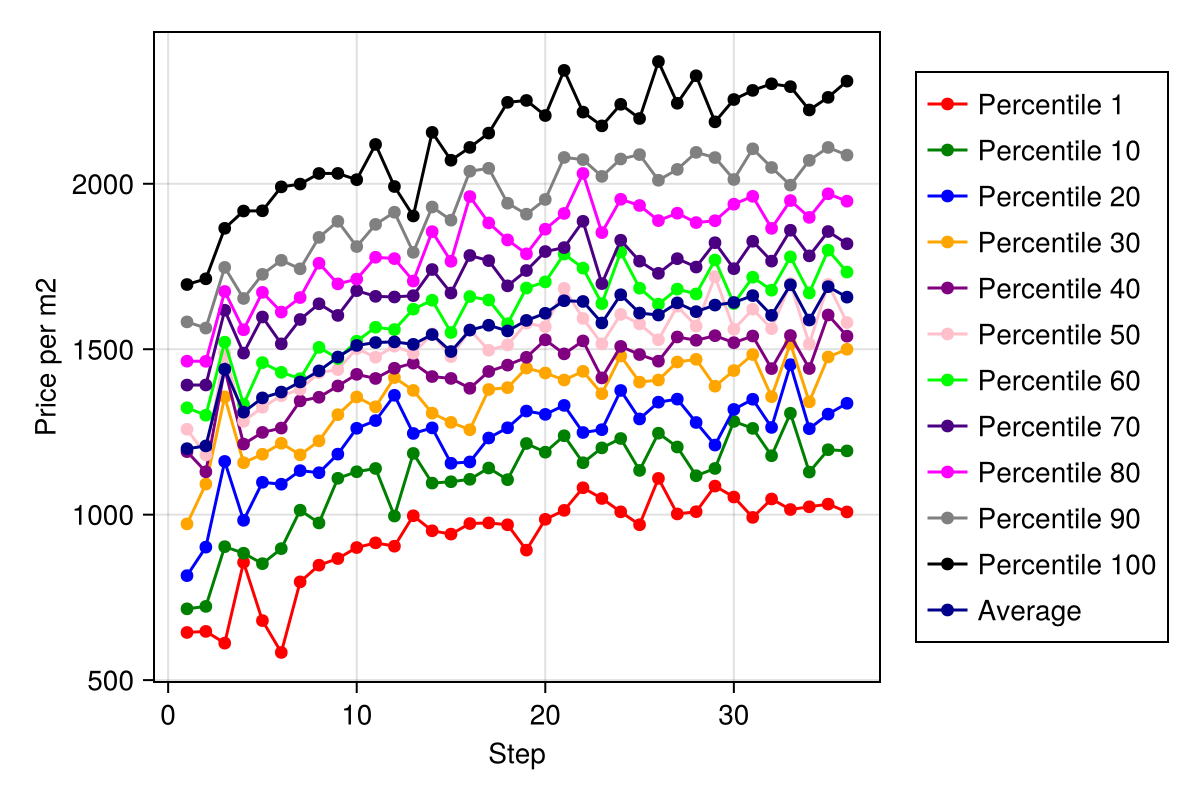 Price per m2
2000
1500
1000
500
0 10 20 30
Step
Percentile 1
Percentile 10
Percentile 20
Percentile 30
Percentile 40
Percentile 50
Percentile 60
Percentile 70
Percentile 80
Percentile 90
Percentile 100
Average